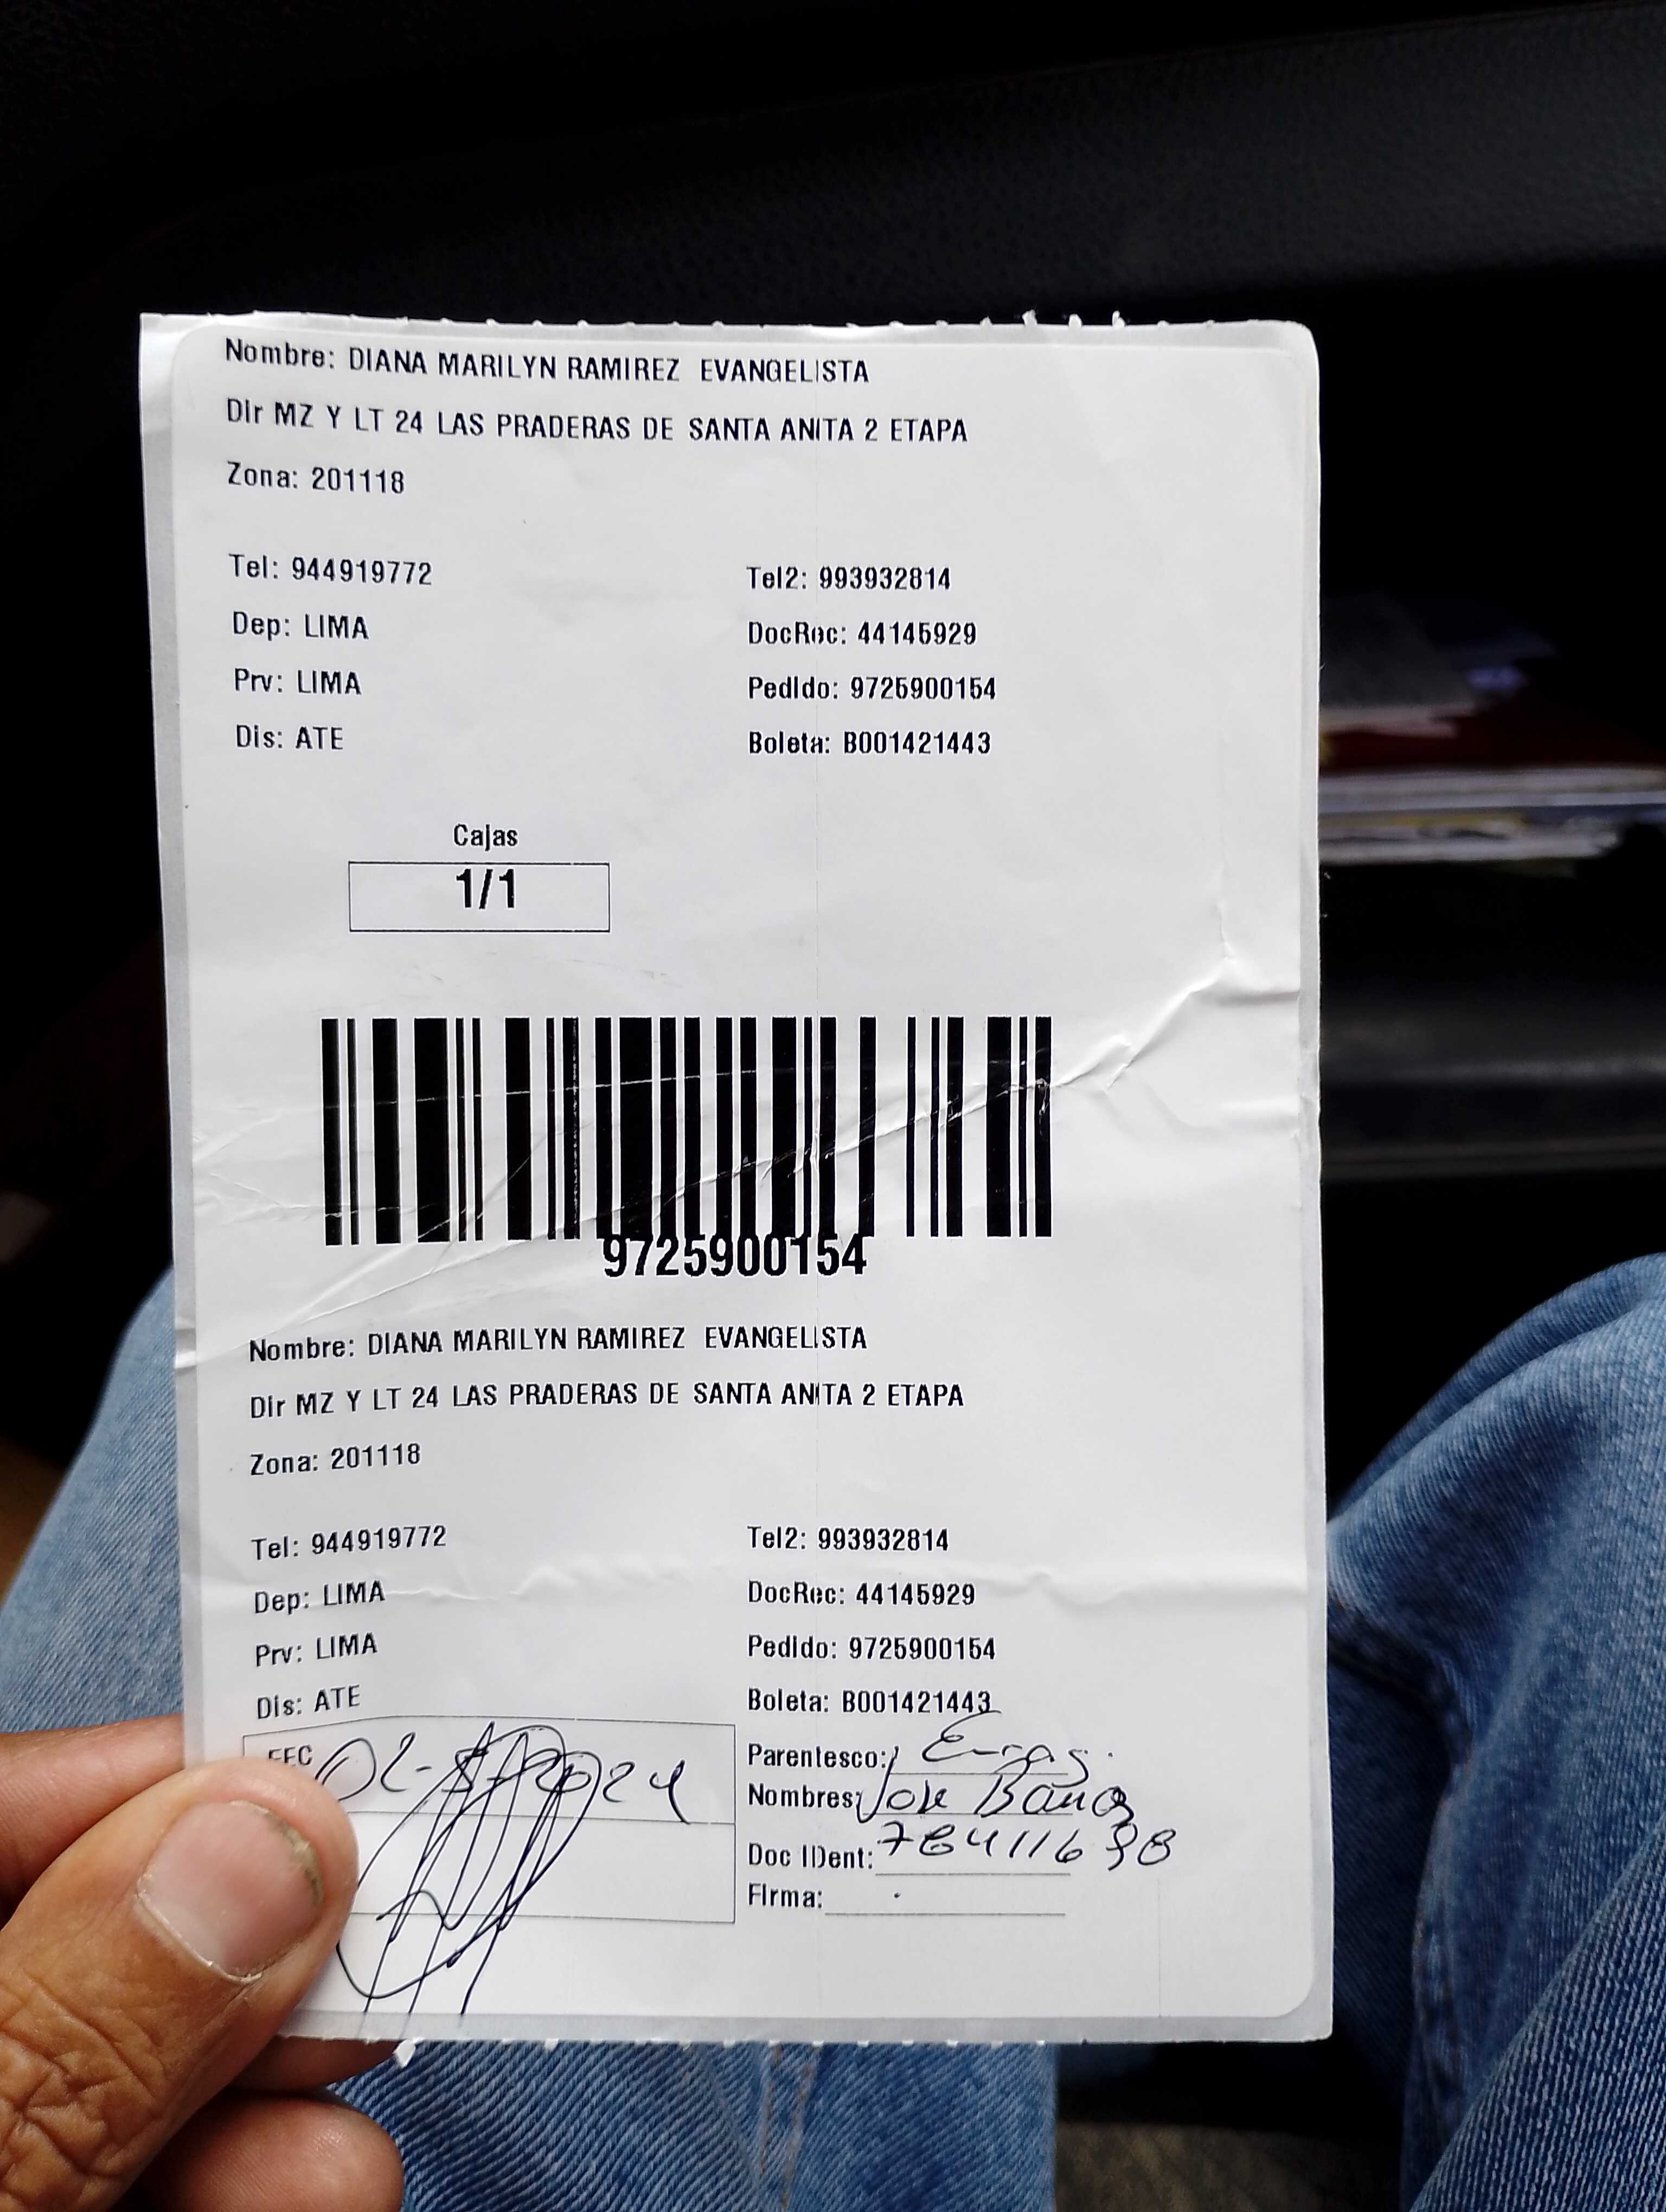 Nombre: DIANA MARILYN RAMIREZ EVANGELISTA
Dir MZ Y LT 24 LAS PRADERAS DE SANTA ANITA 2 ETAPA
Zona: 201118
Tel: 944919772 Tel2: 993932814
Dep: LIMA DocRec: 44145929
Prv: LIMA Pedido: 9725900154
Dis: ATE Boleta: B001421443
Cajas
1/1
9725900154
Nombre: DIANA MARILYN RAMIREZ EVANGELISTA
Dir MZ Y LT 24 LAS PRADERAS DE SANTA ANITA 2 ETAPA
Zona: 201118
Tel: 944919772 Tel2: 993932814
Dep: LIMA DocRec: 44145929
Prv: LIMA Pedido: 9725900154
Dis: ATE Boleta: B001421443
Parentesco:
Nombres: Jose
Doc IDent:
Firma: